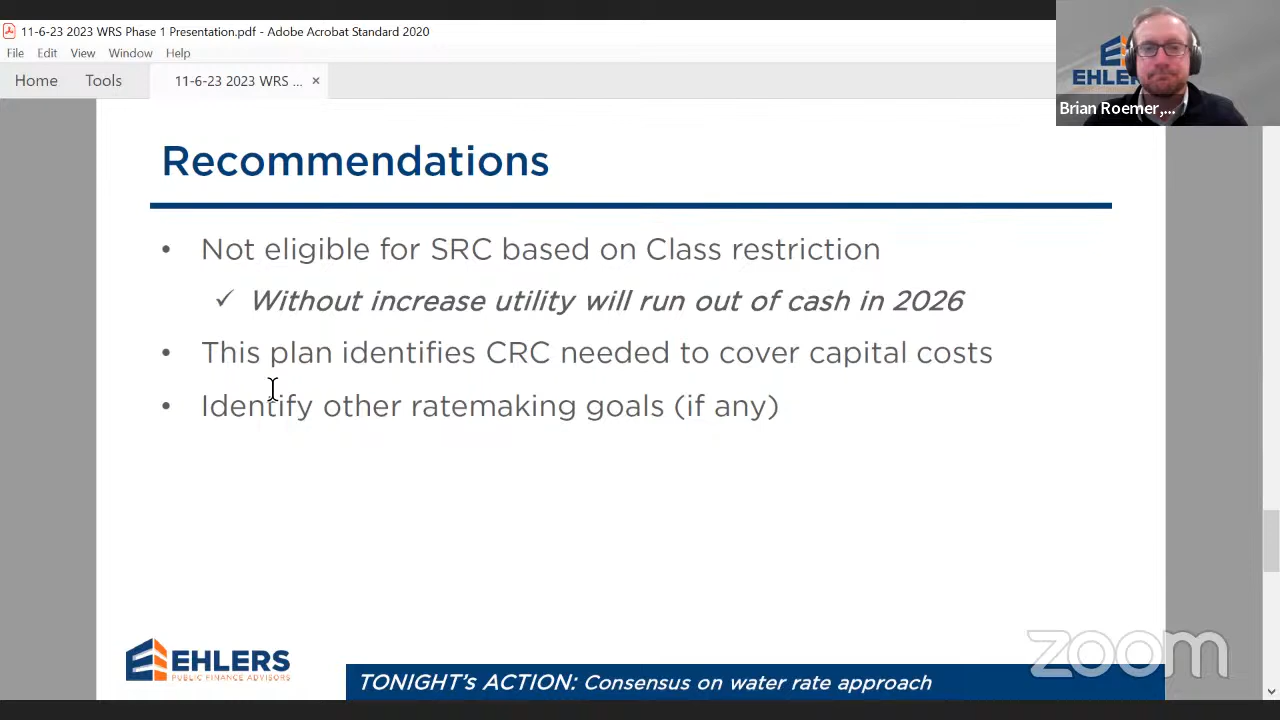 11-6-23 2023 WRS Phase 1 Presentation.pdf - Adobe Acrobat Standard 2020
File Edit View Window Help
Home Tools 11-6-23 2023 WRS ... ×
EHLE
Brian Roemer,...
Recommendations
• Not eligible for SRC based on Class restriction
✓ Without increase utility will run out of cash in 2026
• This plan identifies CRC needed to cover capital costs
• Identify other ratemaking goals (if any)
EHLERS
PUBLIC FINANCE ADVISORS
TONIGHT's ACTION: Consensus on water rate approach
zoom